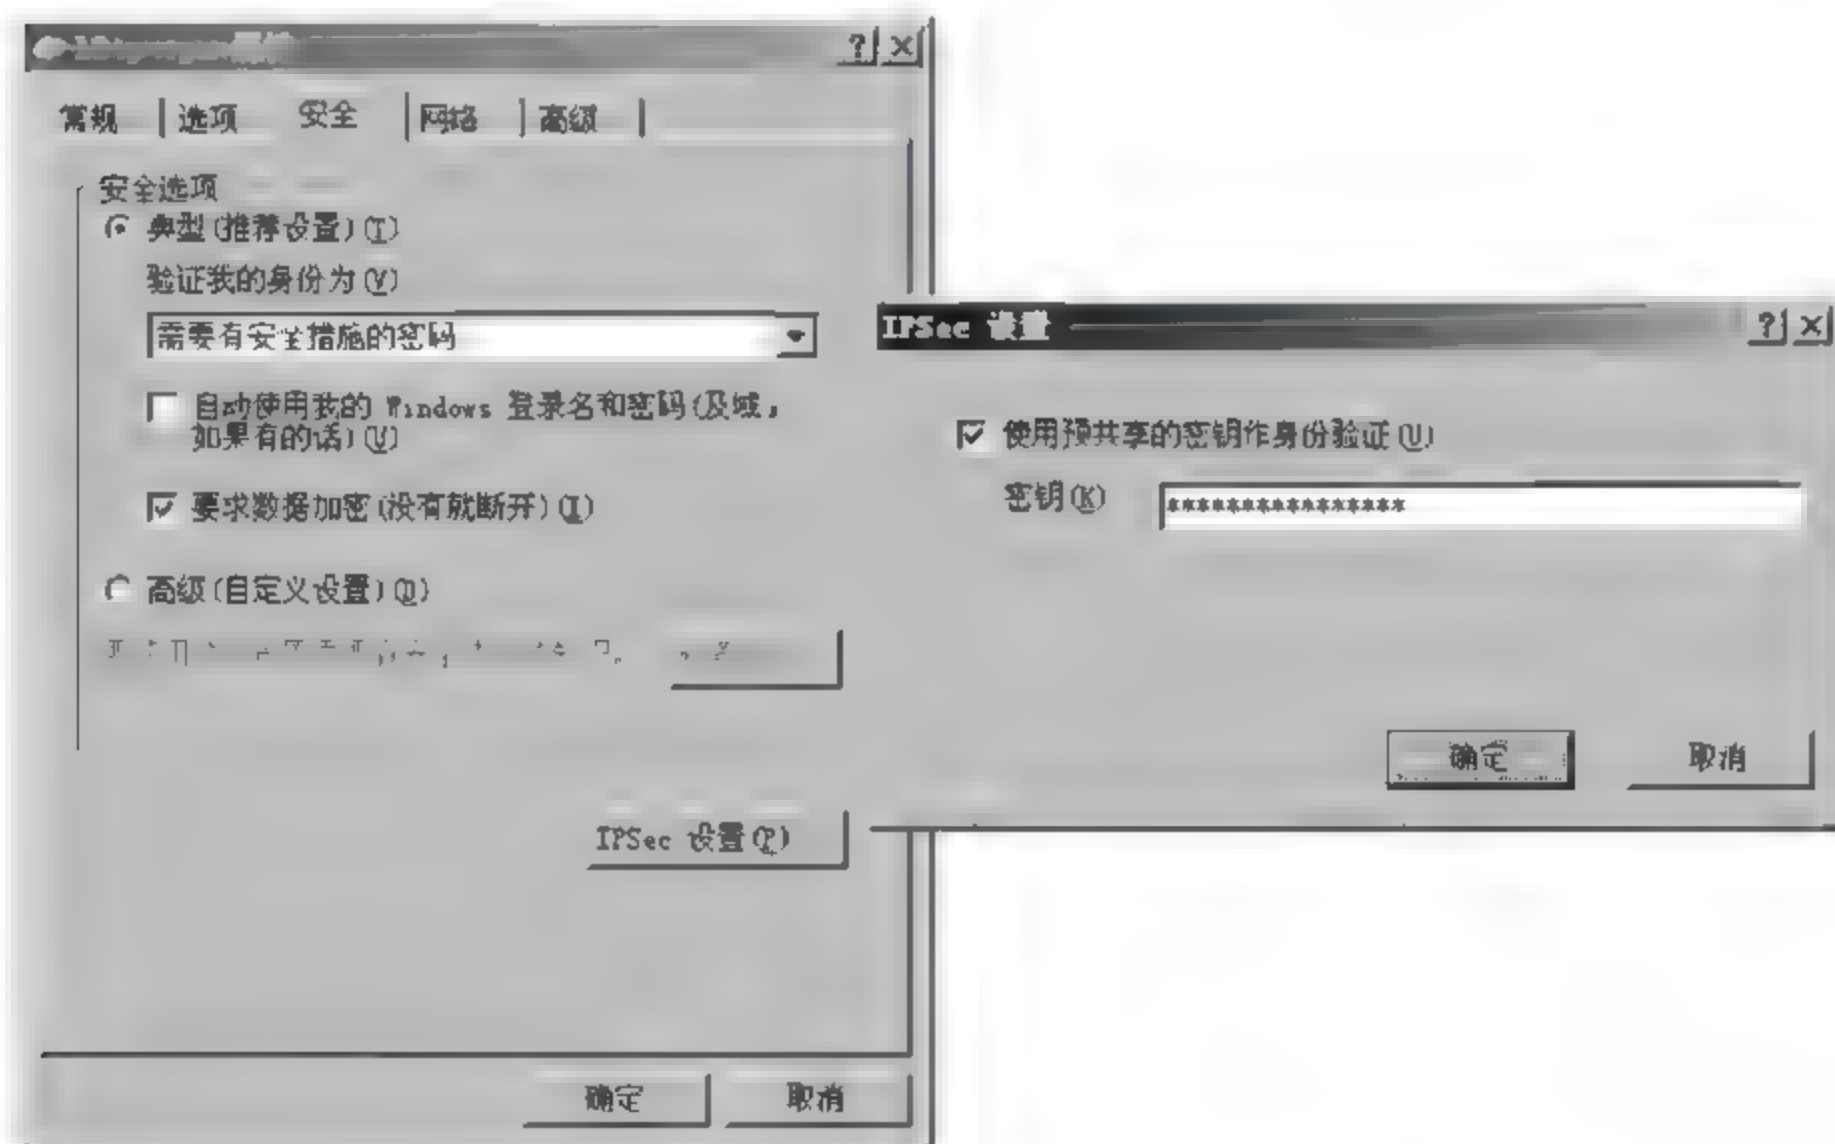 常规 选项 安全 网络 高级
安全选项
典型(推荐设置)(T)
验证我的身份为(V)
需要有安全措施的密码
自动使用我的 Windows 登录名和密码(及域,
如果有的话)(U)
要求数据加密(没有就断开)(I)
高级(自定义设置)(D)
IPSec 设置(P)
确定 取消
IPSec 设置
使用预共享的密钥作身份验证(U)
密钥(K) ****************
确定 取消